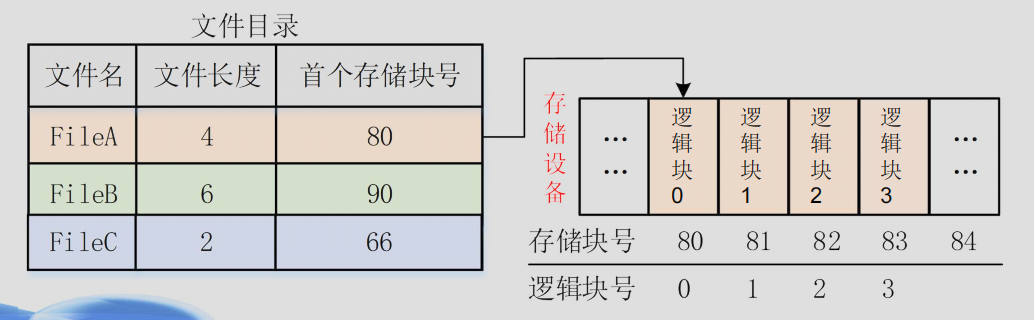 文件目录
文件名 文件长度 首个存储块号
FileA 4 80
FileB 6 90
FileC 2 66
存储设备
…… 逻辑块0 逻辑块1 逻辑块2 逻辑块3 ……
存储块号 80 81 82 83 84
逻辑块号 0 1 2 3